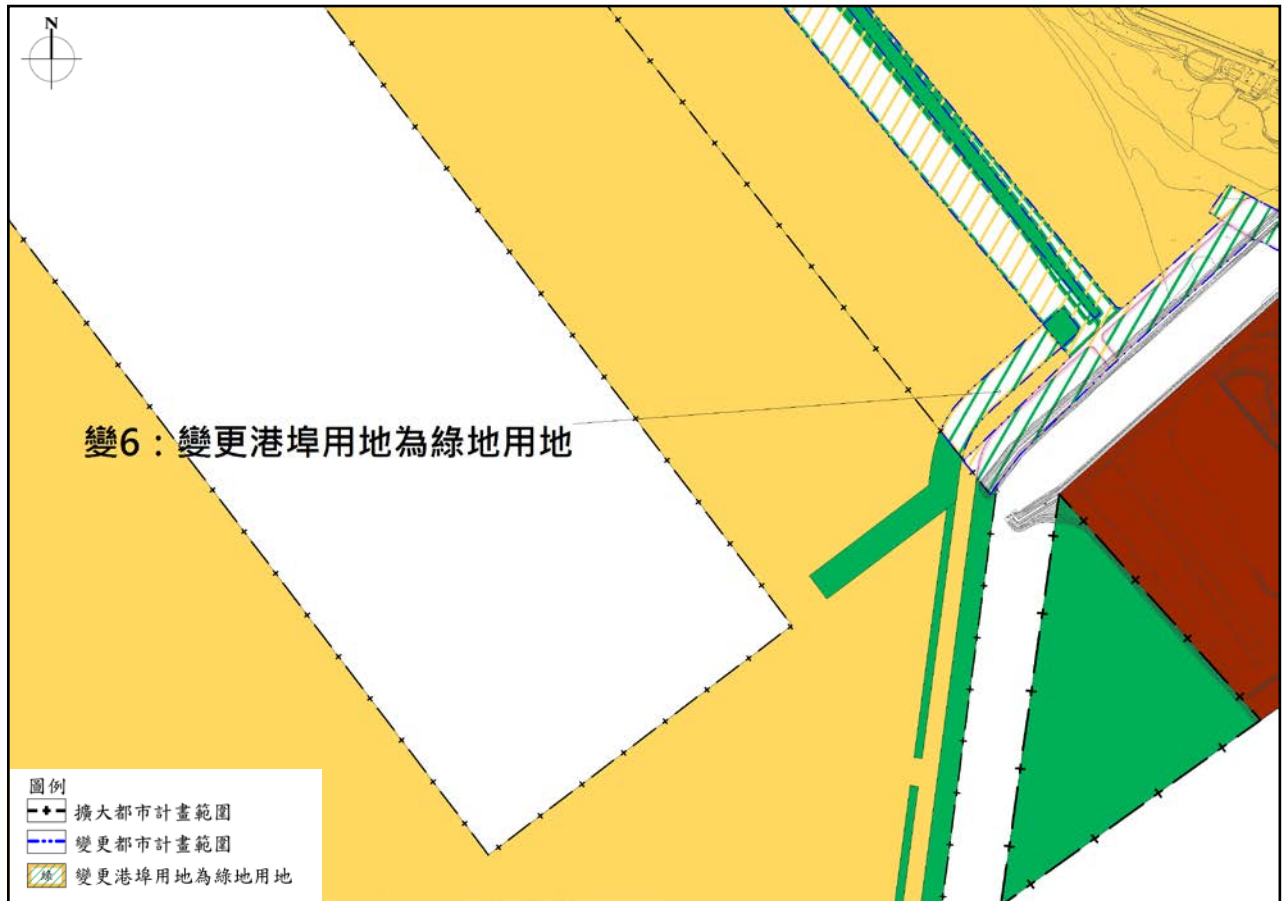 N
變6：變更港埠用地為綠地用地
圖例
擴大都市計畫範圍
變更都市計畫範圍
綠
變更港埠用地為綠地用地